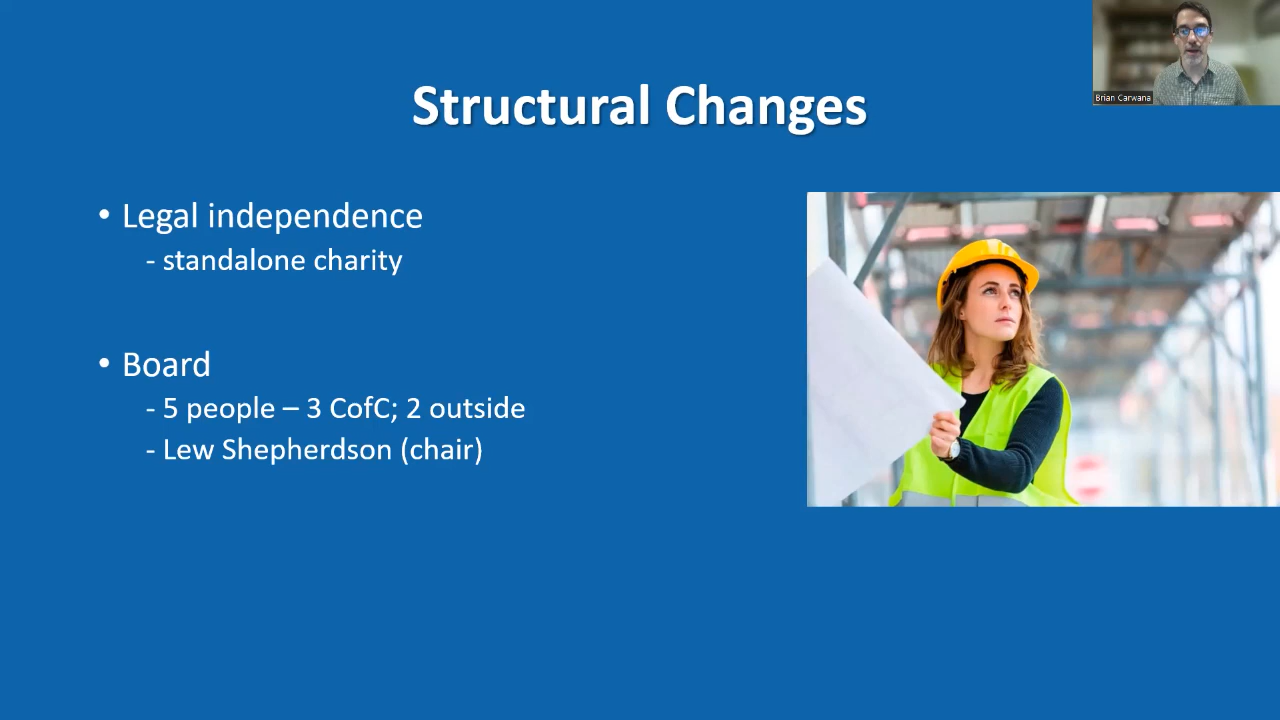 Structural Changes
Brian Carwana
• Legal independence
- standalone charity
• Board
- 5 people – 3 CofC; 2 outside
- Lew Shepherdson (chair)